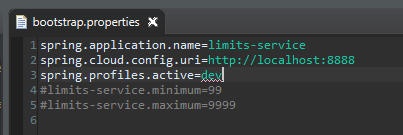 bootstrap.properties
1 spring.application.name=limits-service
2 spring.cloud.config.uri=http://localhost:8888
3 spring.profiles.active=dev
4 #limits-service.minimum=99
5 #limits-service.maximum=9999
6